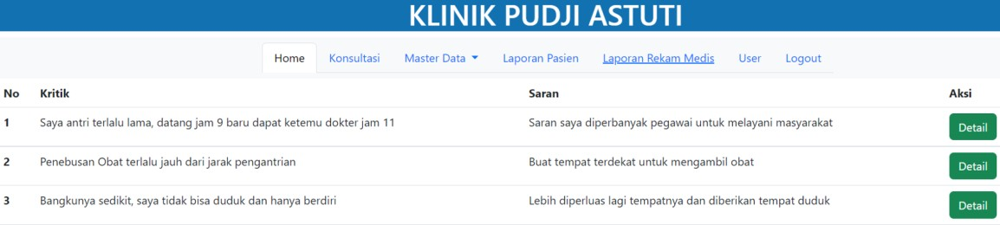 KLINIK PUDJI ASTUTI
Home Konsultasi Master Data Laporan Pasien Laporan Rekam Medis User Logout
No Kritik Saran Aksi
1 Saya antri terlalu lama, datang jam 9 baru dapat ketemu dokter jam 11 Saran saya diperbanyak pegawai untuk melayani masyarakat Detail
2 Penebusan Obat terlalu jauh dari jarak pengantrian Buat tempat terdekat untuk mengambil obat Detail
3 Bangkunya sedikit, saya tidak bisa duduk dan hanya berdiri Lebih diperluas lagi tempatnya dan diberikan tempat duduk Detail